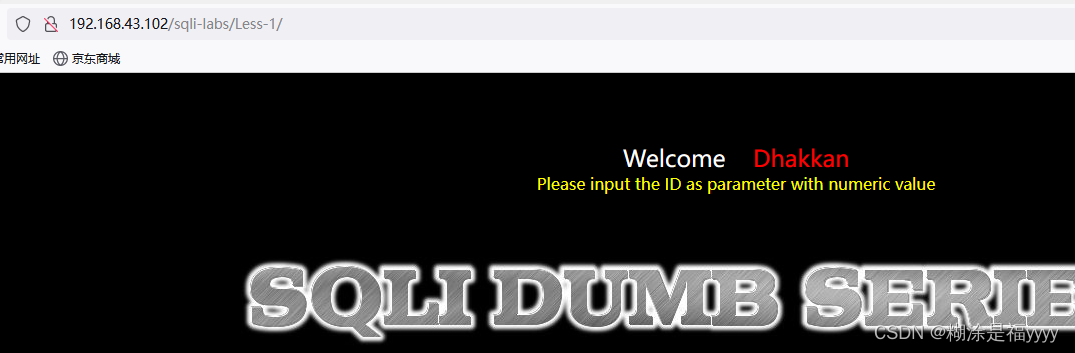 192.168.43.102/sqli-labs/Less-1/
常用网址 京东商城
Welcome Dhakkan
Please input the ID as parameter with numeric value
SQLI DUMB SERIE
CSDN @糊涂是福yyyy